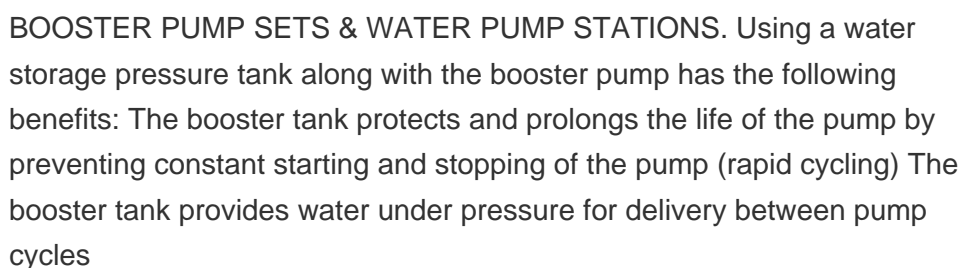 BOOSTER PUMP SETS & WATER PUMP STATIONS. Using a water
storage pressure tank along with the booster pump has the following
benefits: The booster tank protects and prolongs the life of the pump by
preventing constant starting and stopping of the pump (rapid cycling) The
booster tank provides water under pressure for delivery between pump
cycles